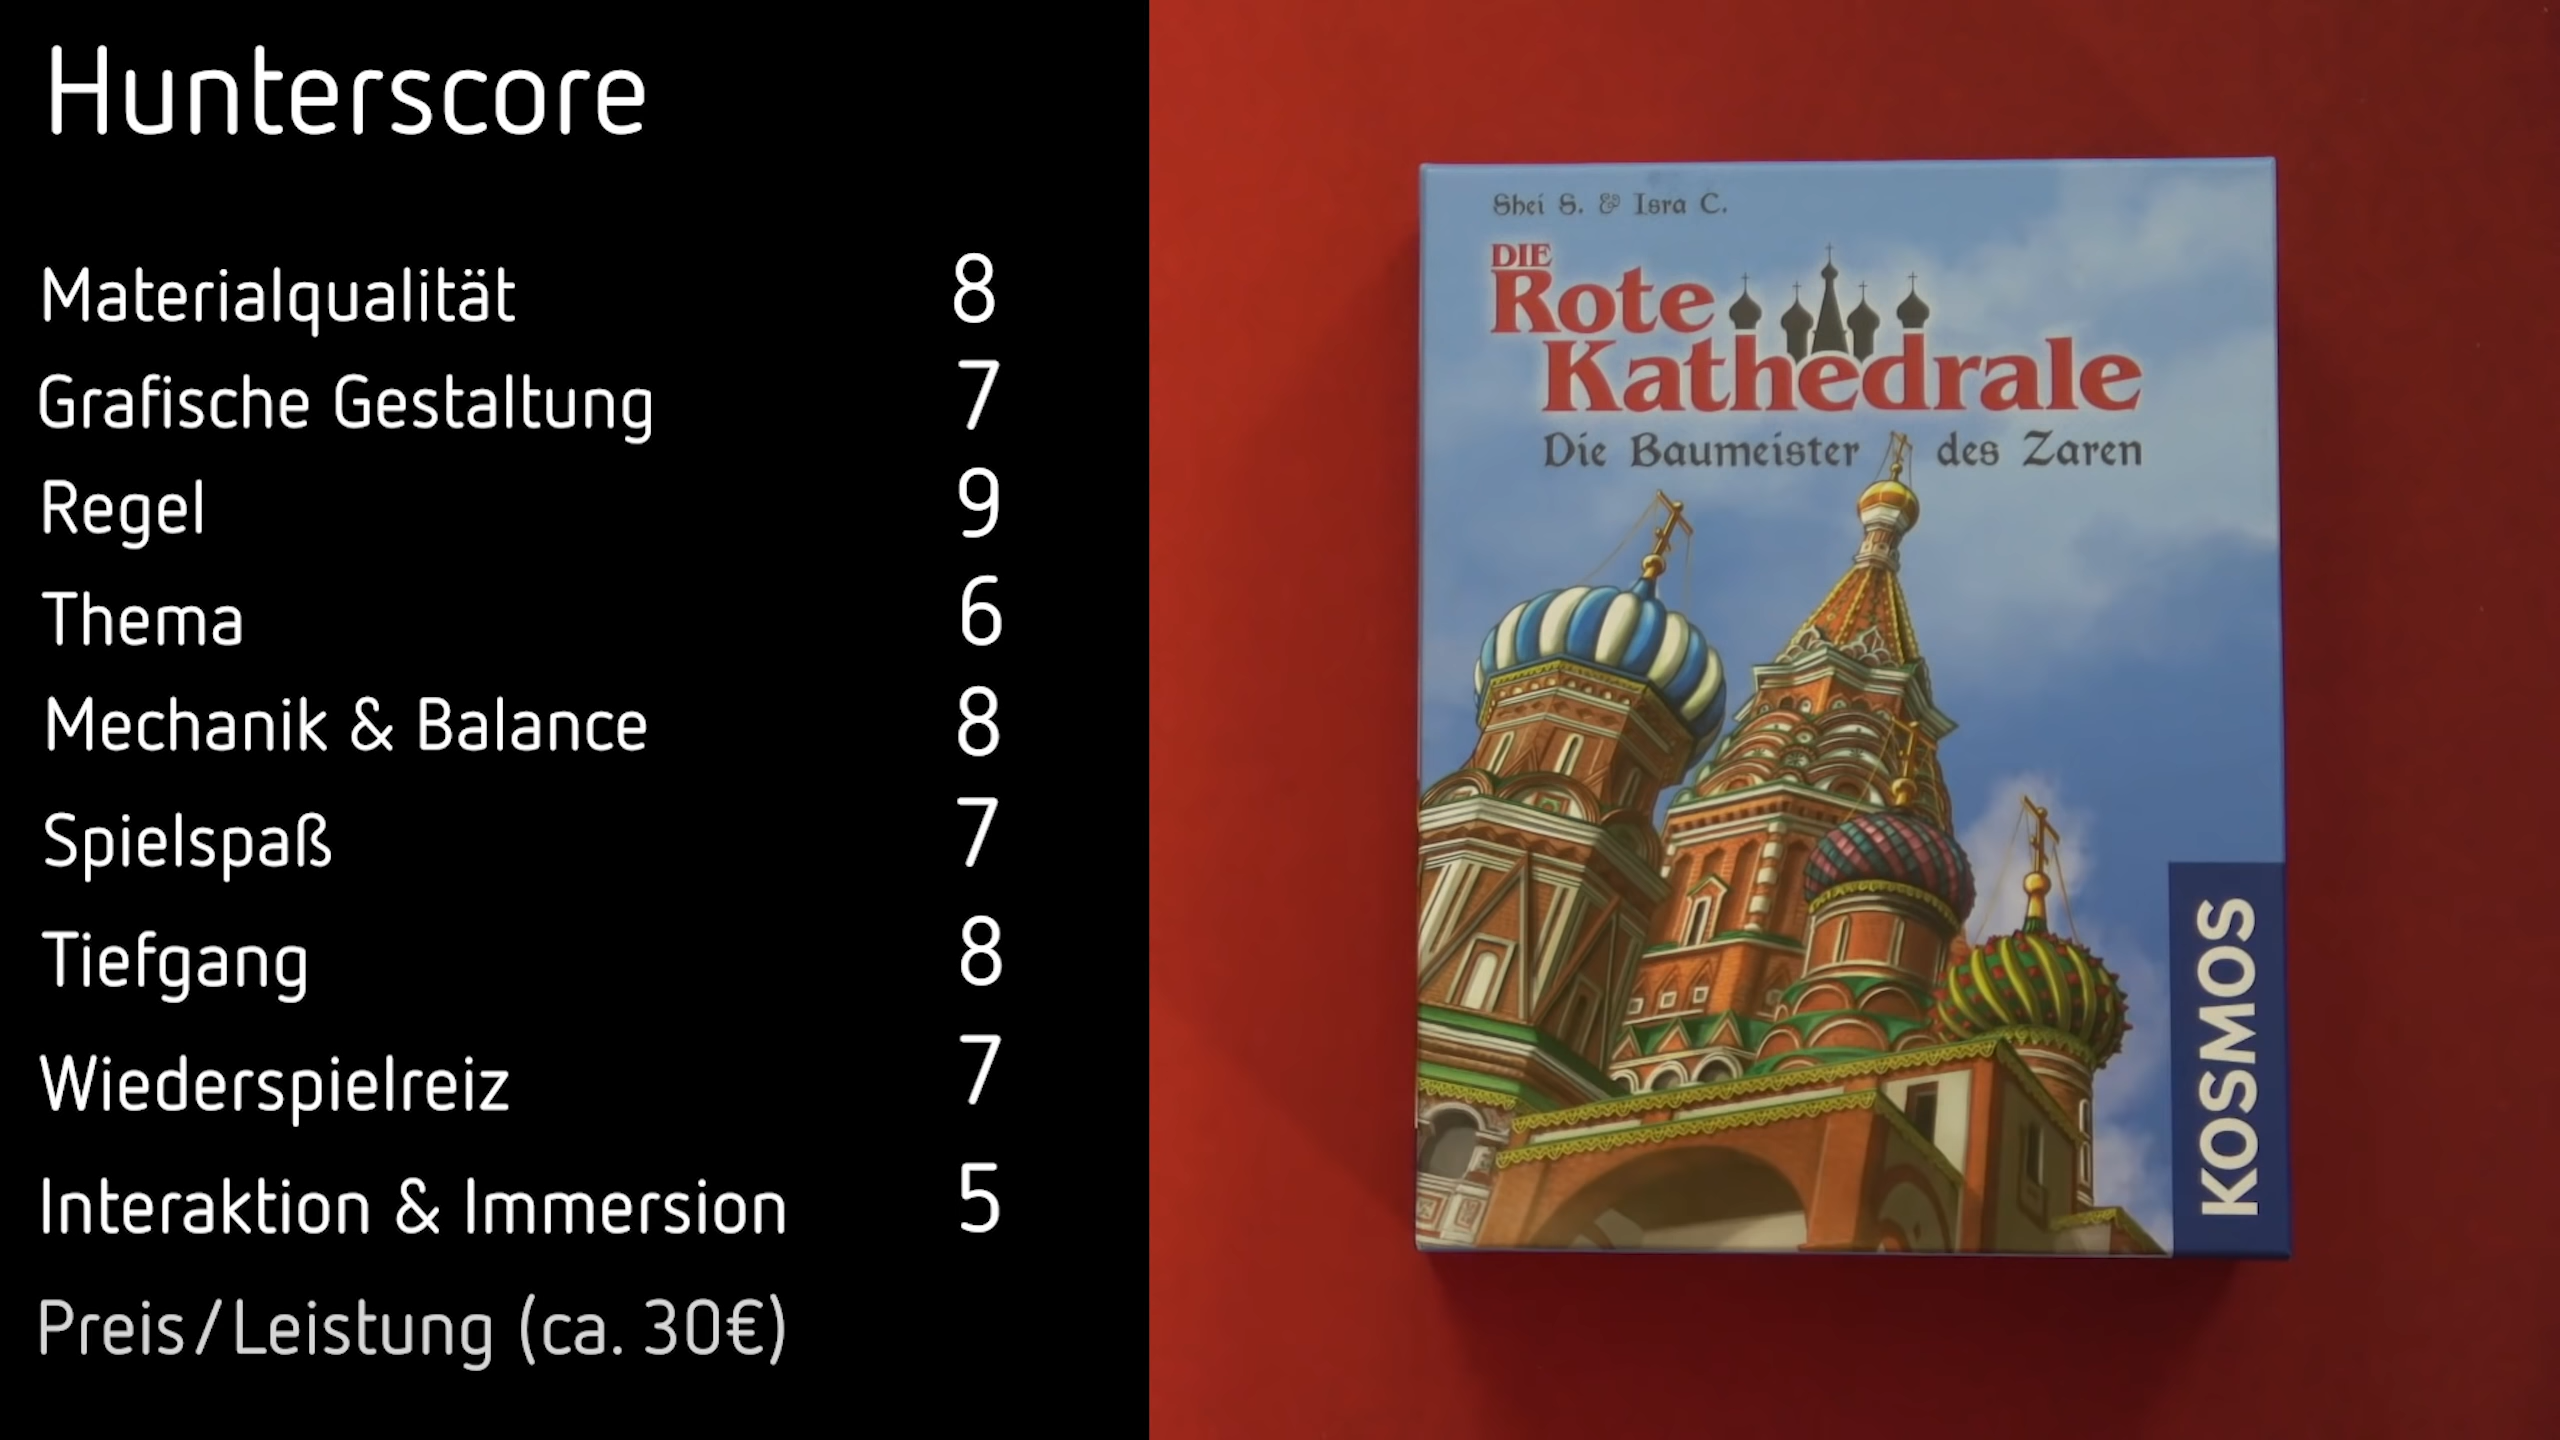 Hunterscore
Materialqualität 8
Grafische Gestaltung 7
Regel 9
Thema 6
Mechanik & Balance 8
Spielspaß 7
Tiefgang 8
Wiederspielreiz 7
Interaktion & Immersion 5
Preis/Leistung (ca. 30€)
Shei S. & Isra C.
DIE
Rote
Kathedrale
Die Baumeister des Zaren
KOSMOS